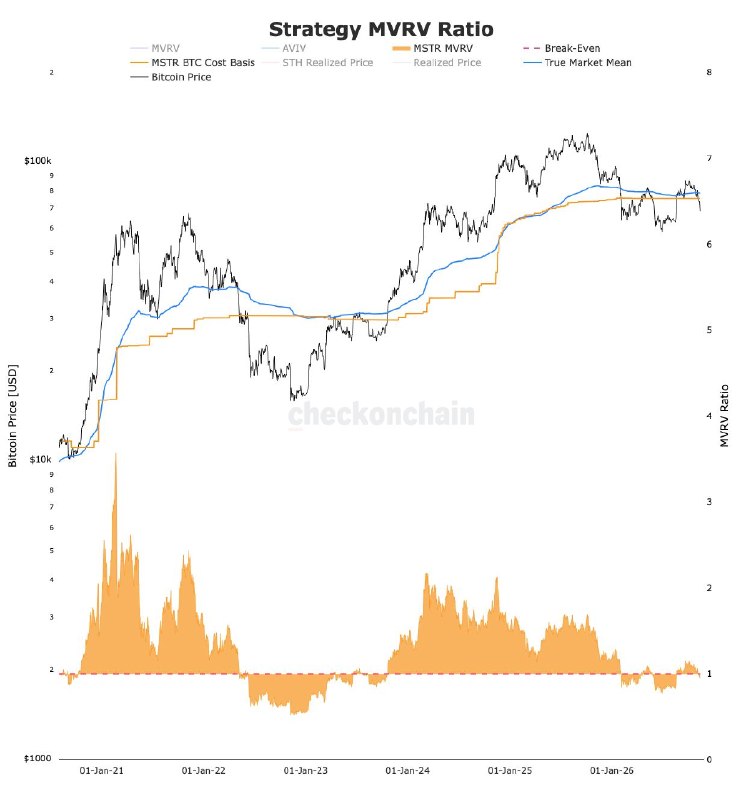 Strategy MVRV Ratio
MVRV AVIV MSTR MVRV Break-Even
MSTR BTC Cost Basis STH Realized Price Realized Price True Market Mean
Bitcoin Price
2 8
$100k 7
9
8
7
6 6
5
4
3 5
2
checkonchain 4
$10k
9 3
8
7
6
5
4 2
3
2 1
$1000 0
Bitcoin Price [USD]
MVRV Ratio
01-Jan-21 01-Jan-22 01-Jan-23 01-Jan-24 01-Jan-25 01-Jan-26